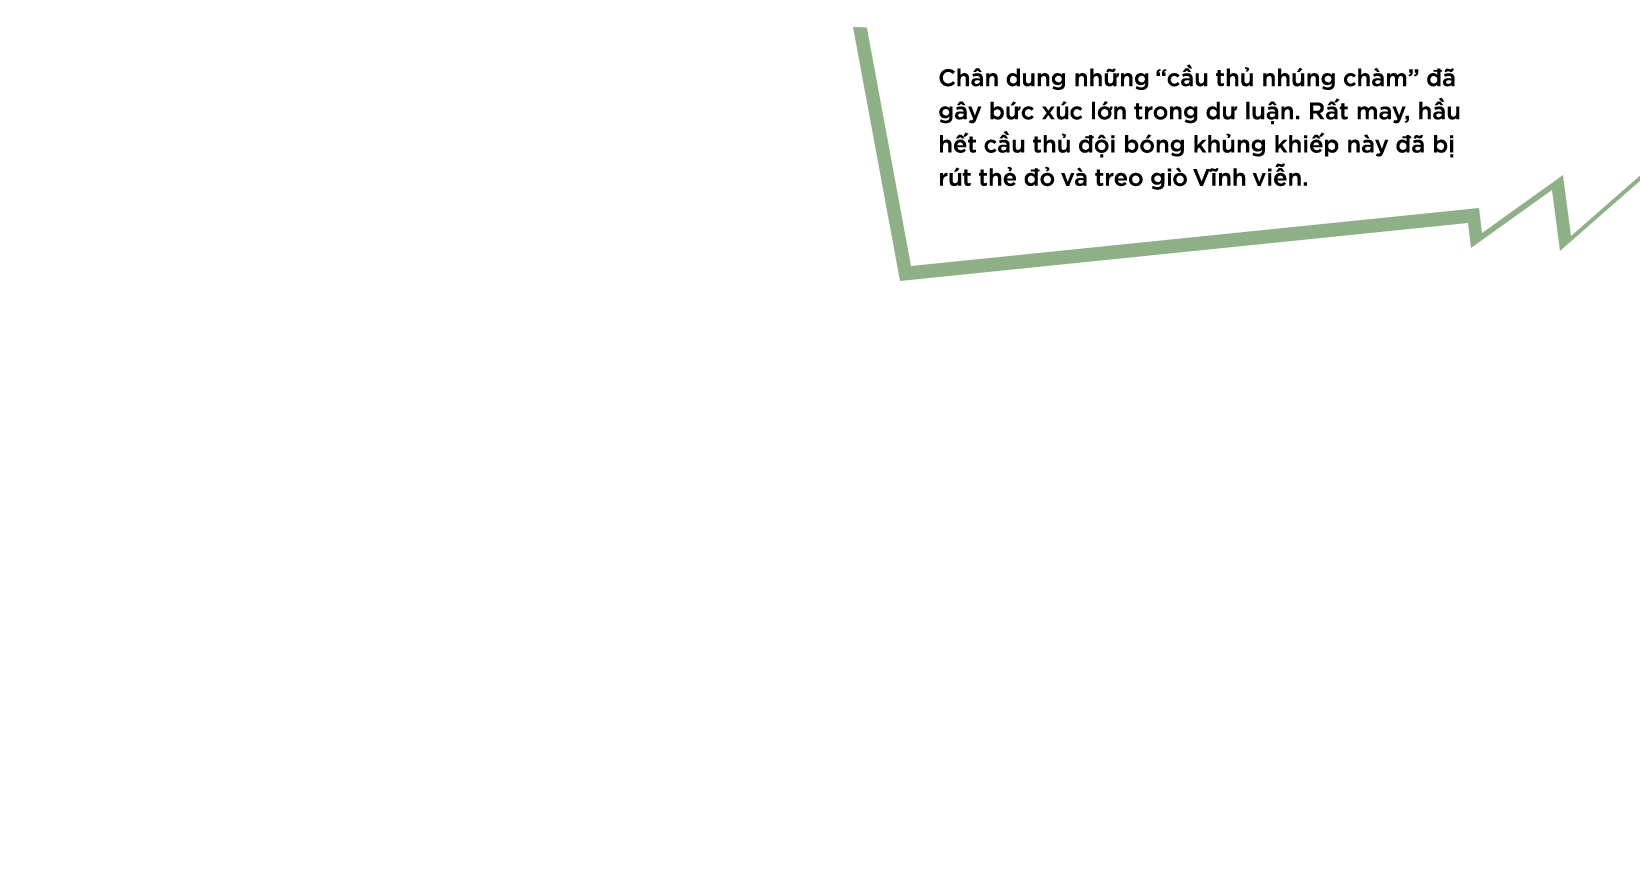 Chân dung những “cầu thủ nhúng chàm” đã
gây bức xúc lớn trong dư luận. Rất may, hầu
hết cầu thủ đội bóng khủng khiếp này đã bị
rút thẻ đỏ và treo giò Vĩnh viễn.